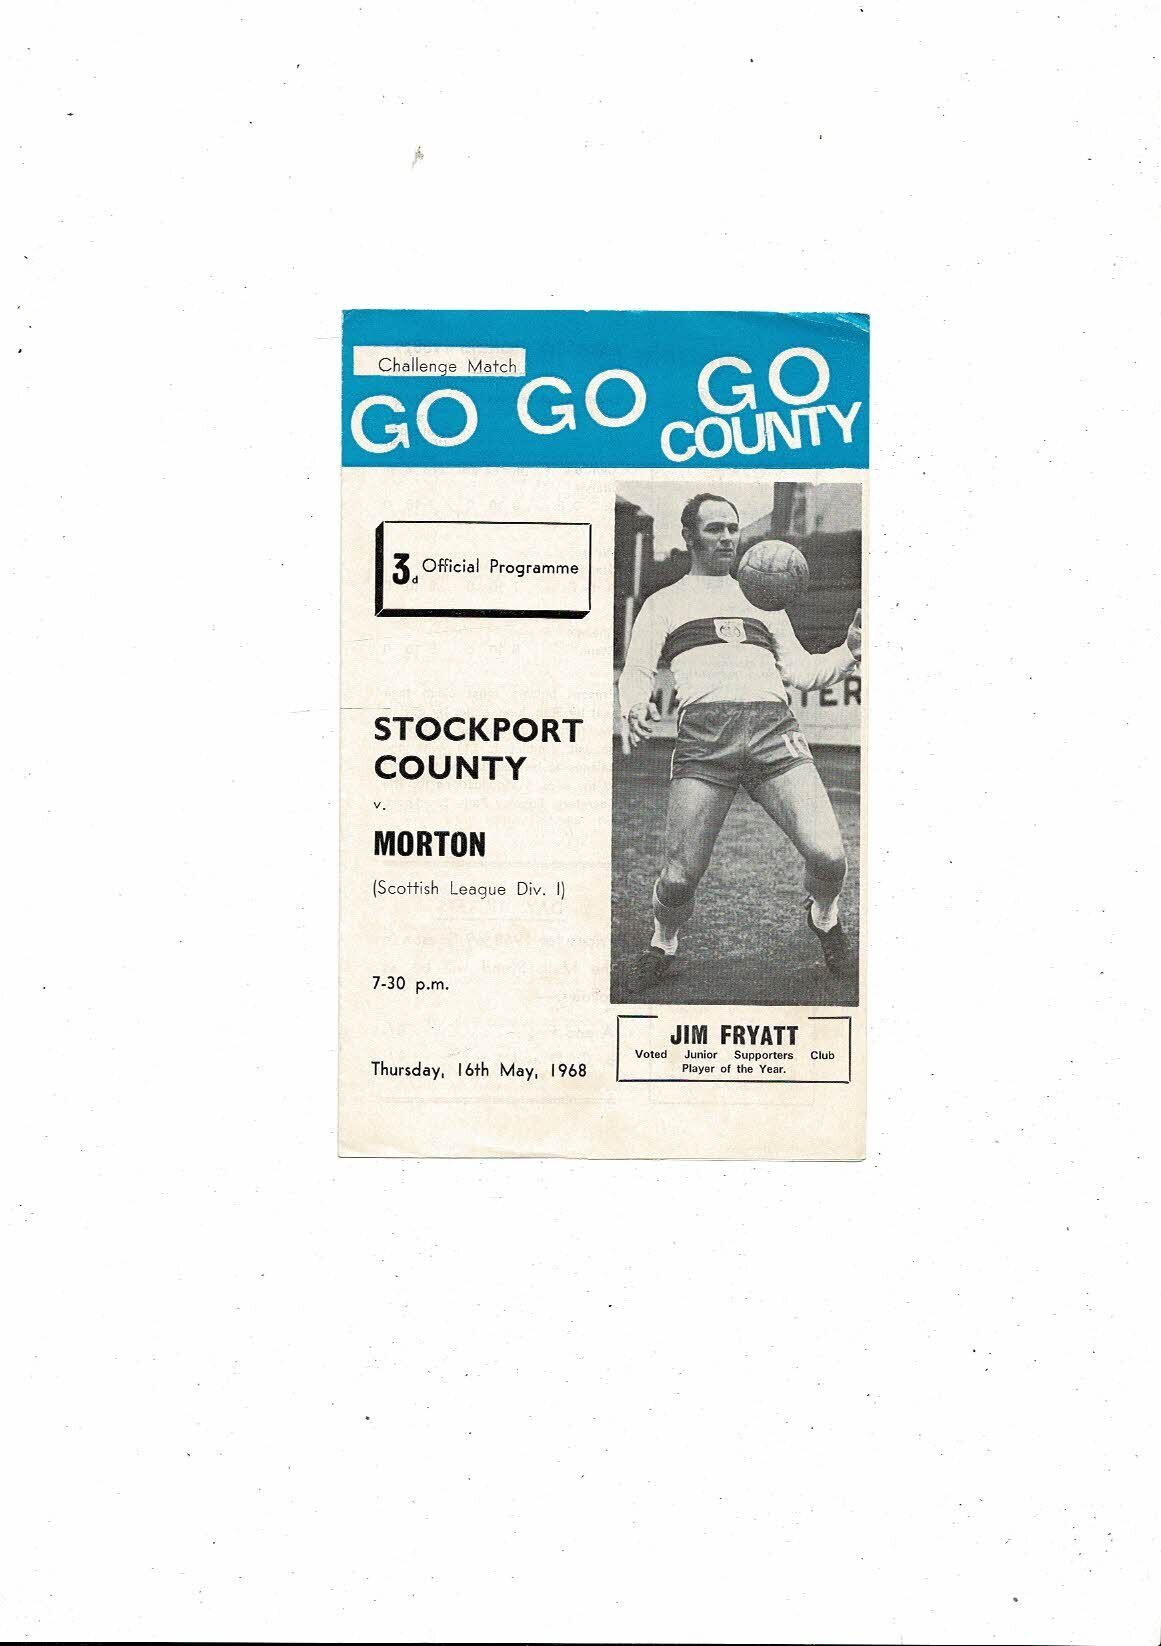 Challenge Match
GO GO GO
COUNTY
3d Official Programme
STOCKPORT
COUNTY
v.
MORTON
(Scottish League Div. I)
7-30 p.m.
Thursday, 16th May, 1968
JIM FRYATT
Voted Junior Supporters Club
Player of the Year.